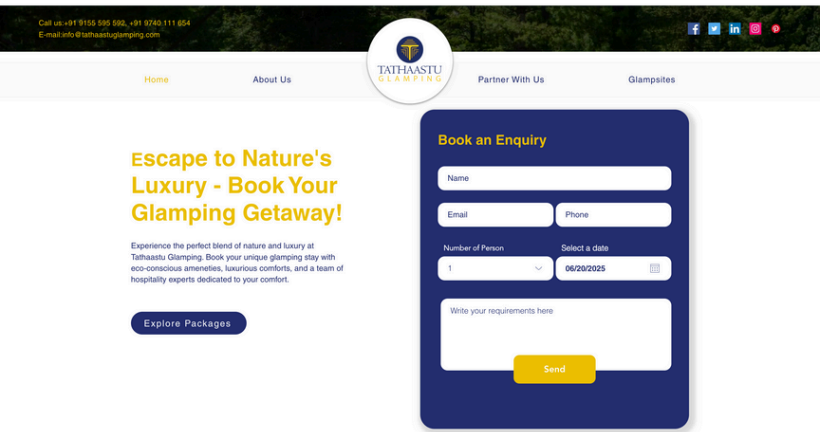 Call us:+91 9155 595 592, +91 9740 111 654
E-mail:info@tathaastuglamping.com
TATHAASTU
GLAMPING
Home
About Us
Partner With Us
Glampsites
Escape to Nature's
Luxury - Book Your
Glamping Getaway!
Experience the perfect blend of nature and luxury at
Tathaastu Glamping. Book your unique glamping stay with
eco-conscious ameneties, luxurious comforts, and a team of
hospitality experts dedicated to your comfort.
Explore Packages
Book an Enquiry
Name
Email
Phone
Number of Person
Select a date
1
06/20/2025
Write your requirements here
Send